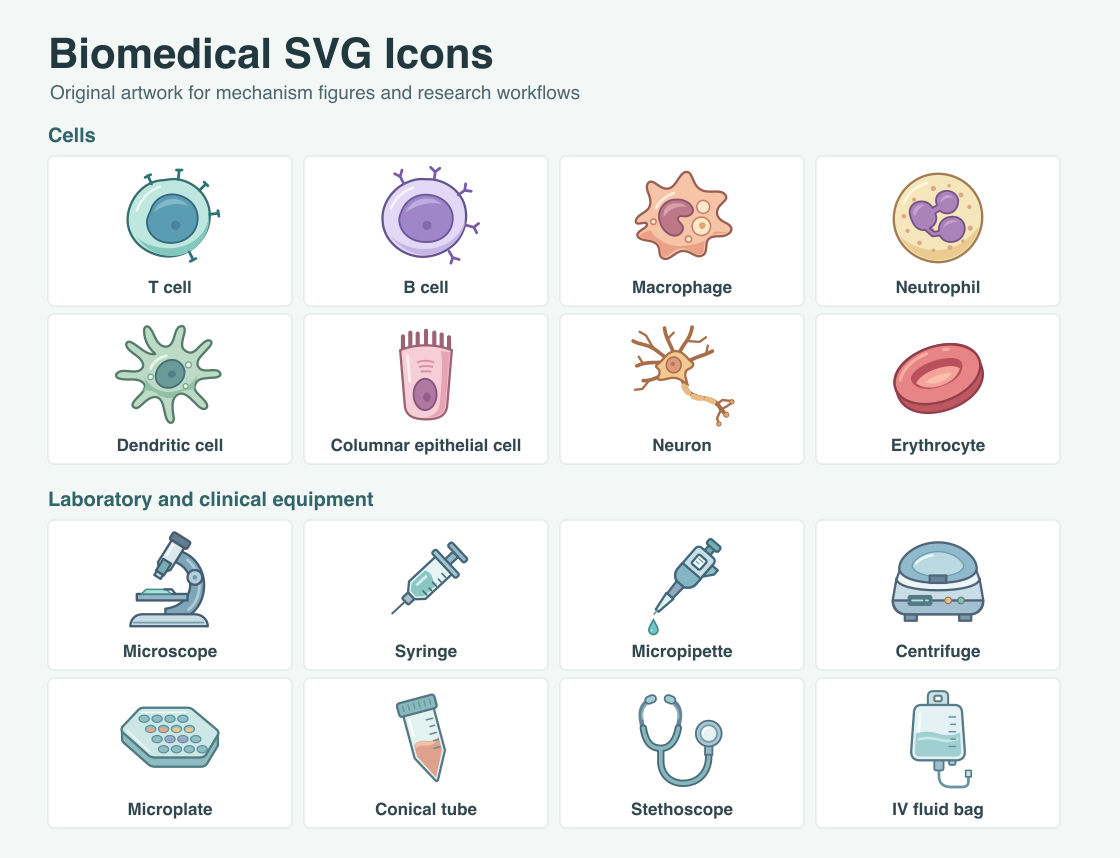 Biomedical SVG Icons
Original artwork for mechanism figures and research workflows
Cells
T cell
B cell
Macrophage
Neutrophil
Dendritic cell
Columnar epithelial cell
Neuron
Erythrocyte
Laboratory and clinical equipment
Microscope
Syringe
Micropipette
Centrifuge
Microplate
Conical tube
Stethoscope
IV fluid bag